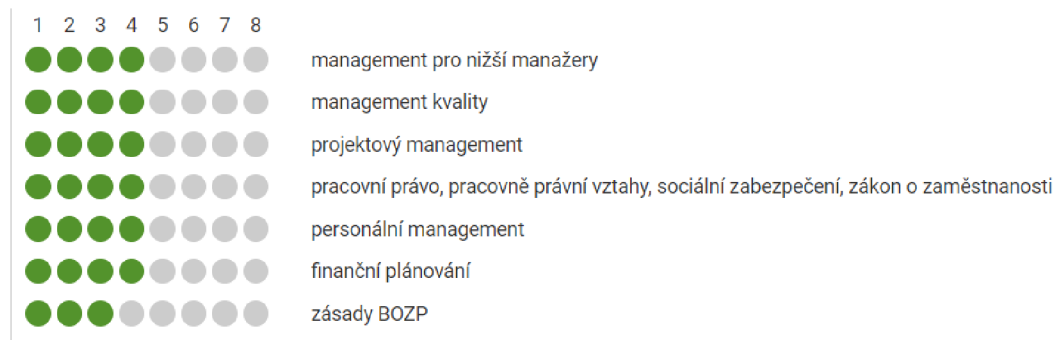 1 2 3 4 5 6 7 8
management pro nižší manažery
management kvality
projektový management
pracovní právo, pracovně právní vztahy, sociální zabezpečení, zákon o zaměstnanosti
personální management
finanční plánování
zásady BOZP